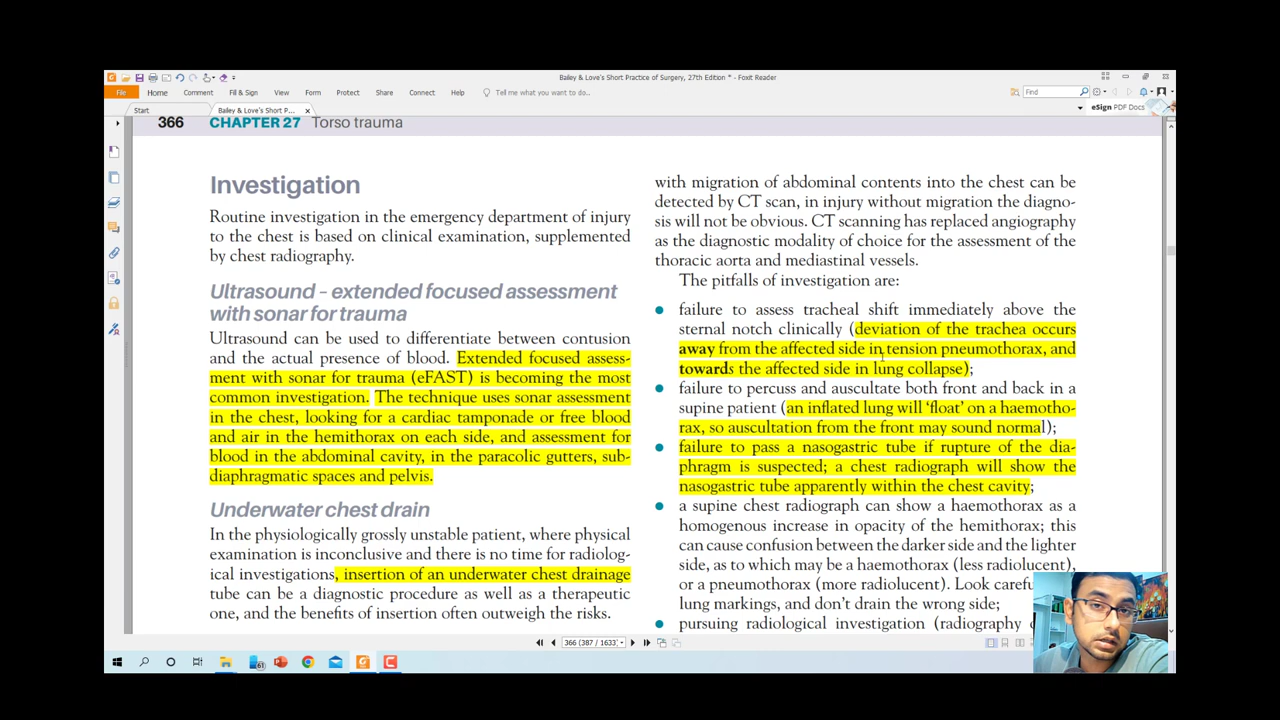 Bailey & Love's Short Practice of Surgery, 27th Edition * - Foxit Reader
File Home Comment Fill & Sign View Form Protect Share Connect Help Tell me what you want to do... Find
Start Bailey & Love's Short P...
eSign PDF Docs
366 CHAPTER 27 Torso trauma
Investigation
Routine investigation in the emergency department of injury
to the chest is based on clinical examination, supplemented
by chest radiography.
Ultrasound – extended focused assessment
with sonar for trauma
Ultrasound can be used to differentiate between contusion
and the actual presence of blood. Extended focused assess-
ment with sonar for trauma (eFAST) is becoming the most
common investigation. The technique uses sonar assessment
in the chest, looking for a cardiac tamponade or free blood
and air in the hemithorax on each side, and assessment for
blood in the abdominal cavity, in the paracolic gutters, sub-
diaphragmatic spaces and pelvis.
Underwater chest drain
In the physiologically grossly unstable patient, where physical
examination is inconclusive and there is no time for radiolog-
ical investigations, insertion of an underwater chest drainage
tube can be a diagnostic procedure as well as a therapeutic
one, and the benefits of insertion often outweigh the risks.
with migration of abdominal contents into the chest can be
detected by CT scan, in injury without migration the diagno-
sis will not be obvious. CT scanning has replaced angiography
as the diagnostic modality of choice for the assessment of the
thoracic aorta and mediastinal vessels.
The pitfalls of investigation are:
● failure to assess tracheal shift immediately above the
sternal notch clinically (deviation of the trachea occurs
away from the affected side in tension pneumothorax, and
towards the affected side in lung collapse);
● failure to percuss and auscultate both front and back in a
supine patient (an inflated lung will 'float' on a haemotho-
rax, so auscultation from the front may sound normal);
● failure to pass a nasogastric tube if rupture of the dia-
phragm is suspected; a chest radiograph will show the
nasogastric tube apparently within the chest cavity;
● a supine chest radiograph can show a haemothorax as a
homogenous increase in opacity of the hemithorax; this
can cause confusion between the darker side and the lighter
side, as to which may be a haemothorax (less radiolucent),
or a pneumothorax (more radiolucent). Look
lung markings, and don't drain the wrong side;
● pursuing radiological investigation (radiography
366 (387 / 1633)
61